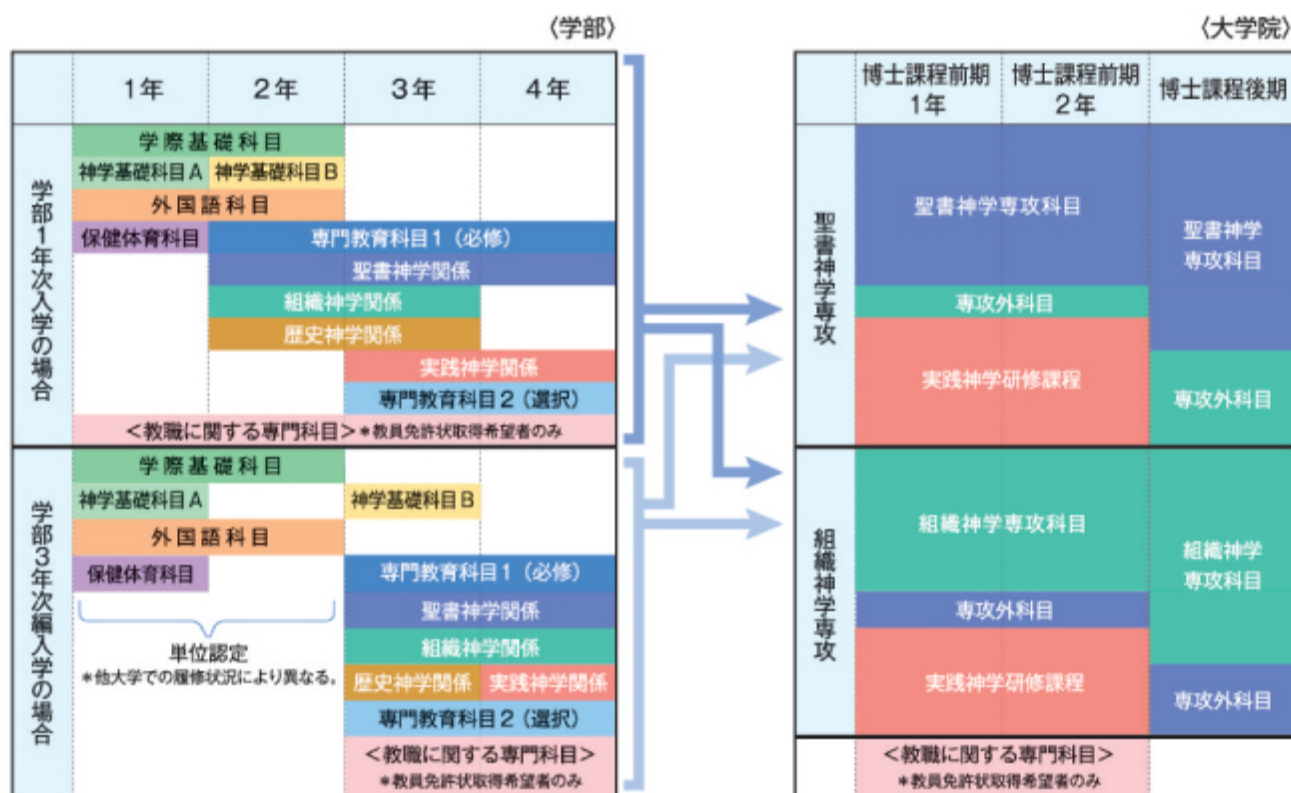 〈学部〉
1年 2年 3年 4年
学部1年次入学の場合
学際基礎科目
神学基礎科目A 神学基礎科目B
外国語科目
保健体育科目 専門教育科目1（必修）
聖書神学関係
組織神学関係
歴史神学関係
実践神学関係
専門教育科目2（選択）
＜教職に関する専門科目＞＊教員免許状取得希望者のみ
学部3年次編入学の場合
学際基礎科目
神学基礎科目A 神学基礎科目B
外国語科目
保健体育科目 専門教育科目1（必修）
聖書神学関係
組織神学関係
歴史神学関係 実践神学関係
専門教育科目2（選択）
＜教職に関する専門科目＞
＊教員免許状取得希望者のみ
単位認定
＊他大学での履修状況により異なる。
〈大学院〉
博士課程前期 博士課程前期 博士課程後期
1年 2年
聖書神学専攻
聖書神学専攻科目
専攻外科目
実践神学研修課程
聖書神学
専攻科目
専攻外科目
組織神学専攻
組織神学専攻科目
専攻外科目
実践神学研修課程
組織神学
専攻科目
専攻外科目
＜教職に関する専門科目＞
＊教員免許状取得希望者のみ